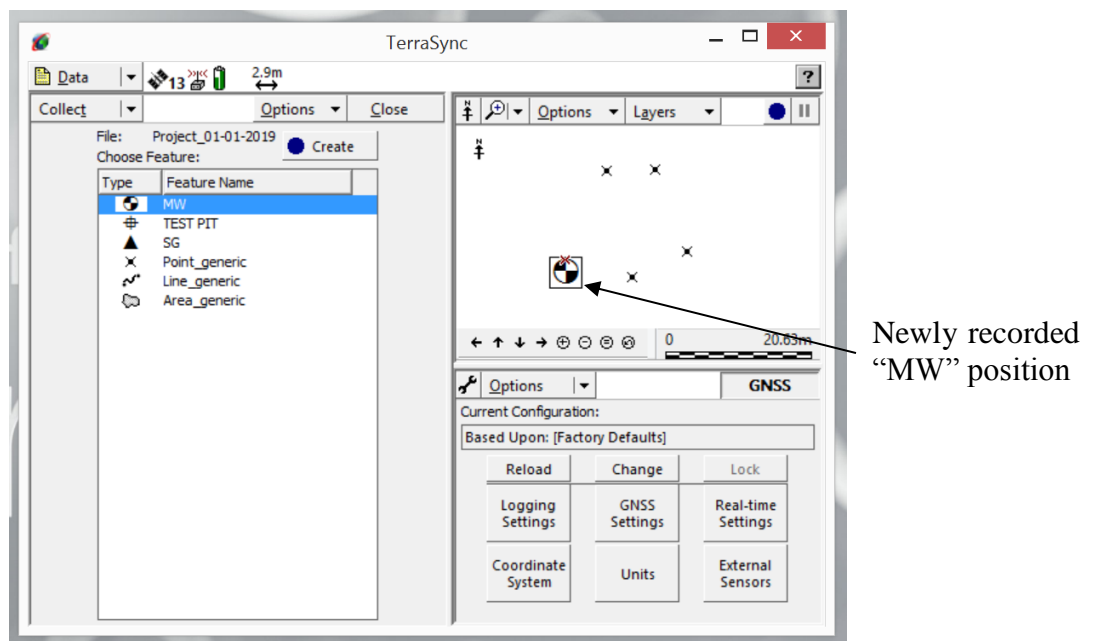 TerraSync
Data
13
2.9m
?
Collect
Options
Close
File: Project_01-01-2019
Create
Choose Feature:
Type Feature Name
MW
TEST PIT
SG
Point_generic
Line_generic
Area_generic
N
Options
Layers
N
0 20.63m
Options
GNSS
Current Configuration:
Based Upon: [Factory Defaults]
Reload
Change
Lock
Logging
Settings
GNSS
Settings
Real-time
Settings
Coordinate
System
Units
External
Sensors
Newly recorded
“MW” position